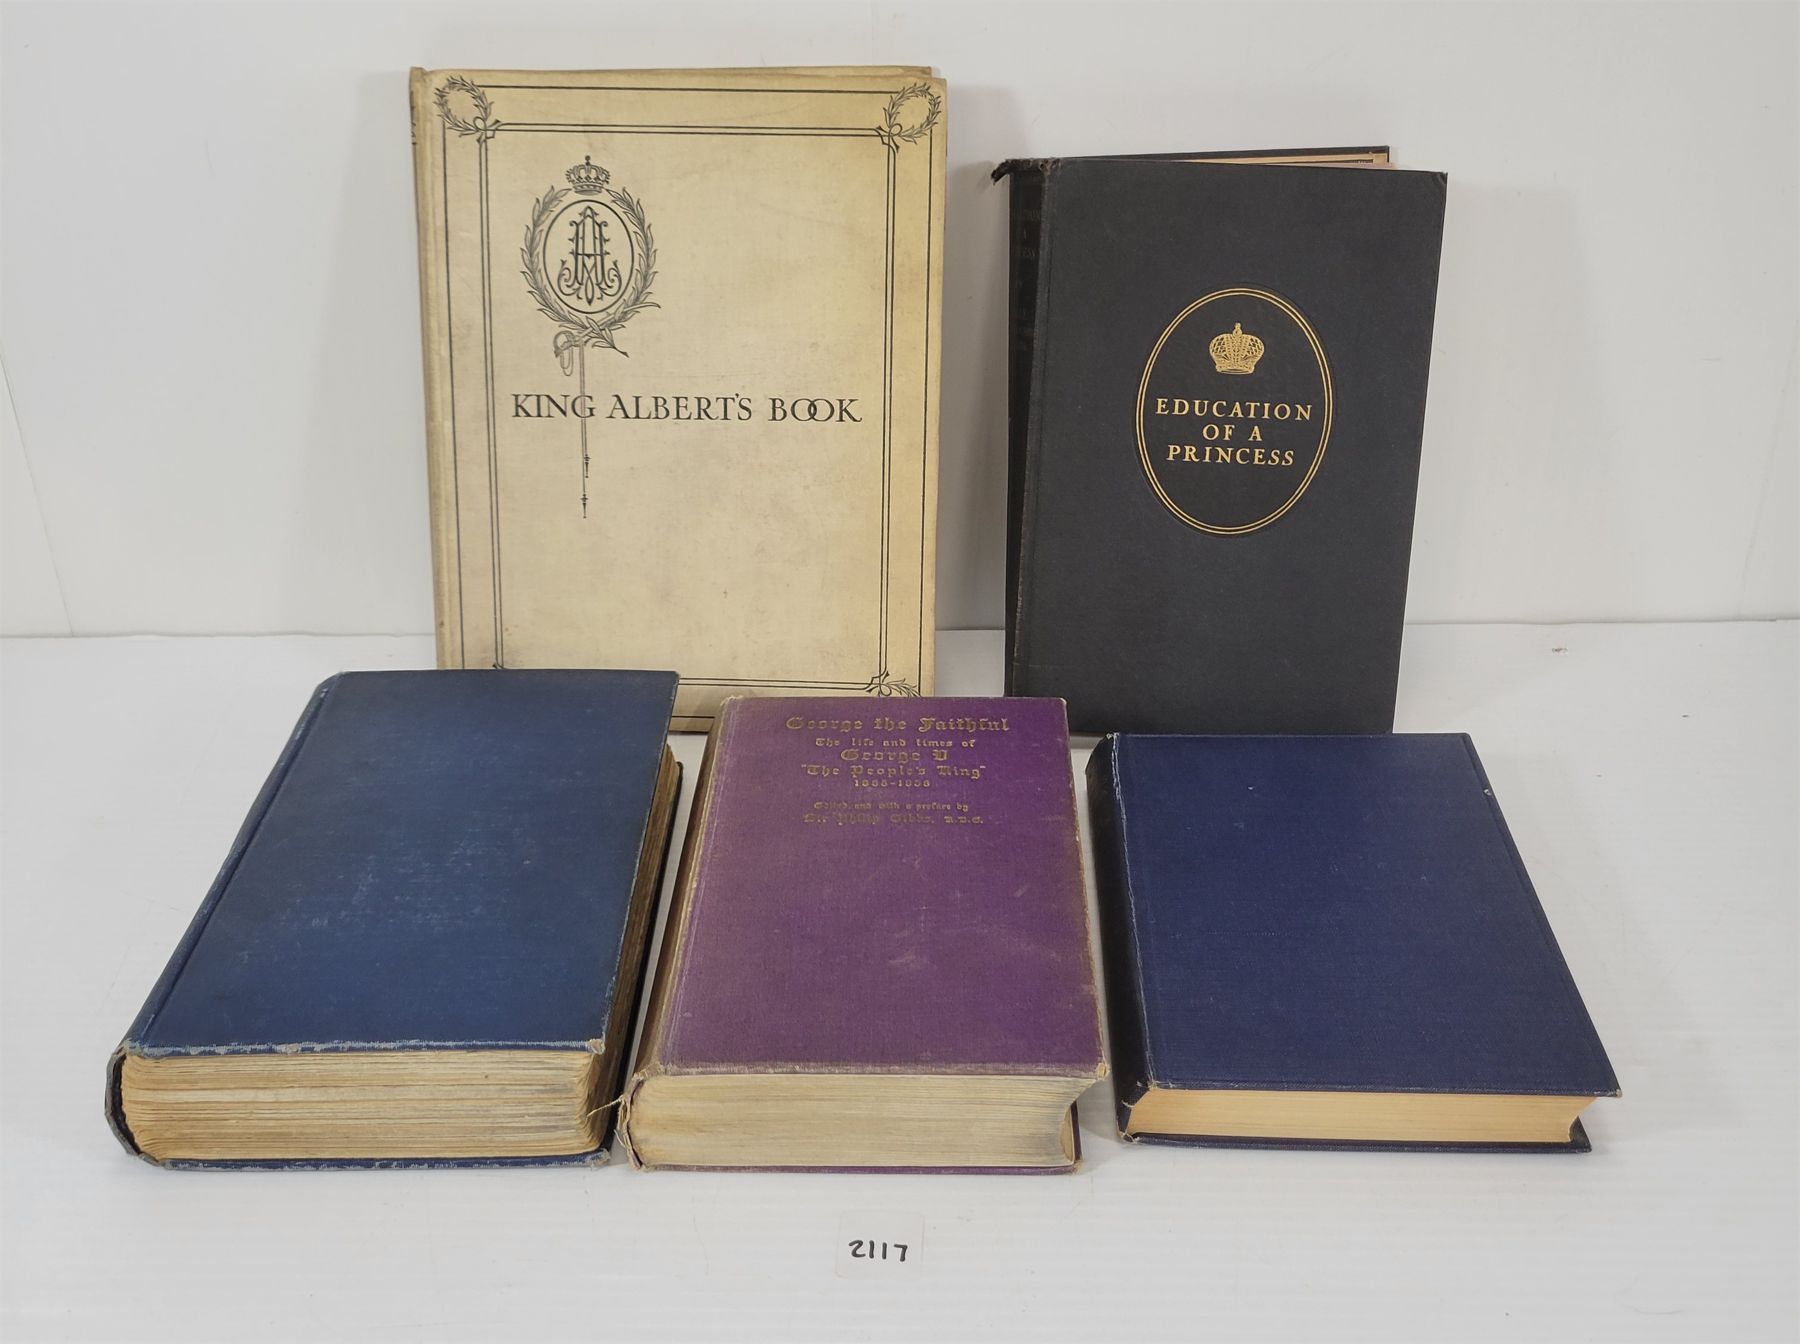 KING ALBERT'S BOOK
EDUCATION
OF A
PRINCESS
George the Faithful
The life and times of
George V
"The People's King"
1865-1936
Edited, and with a preface by
Sir Philip Gibbs, K.B.E.
2117